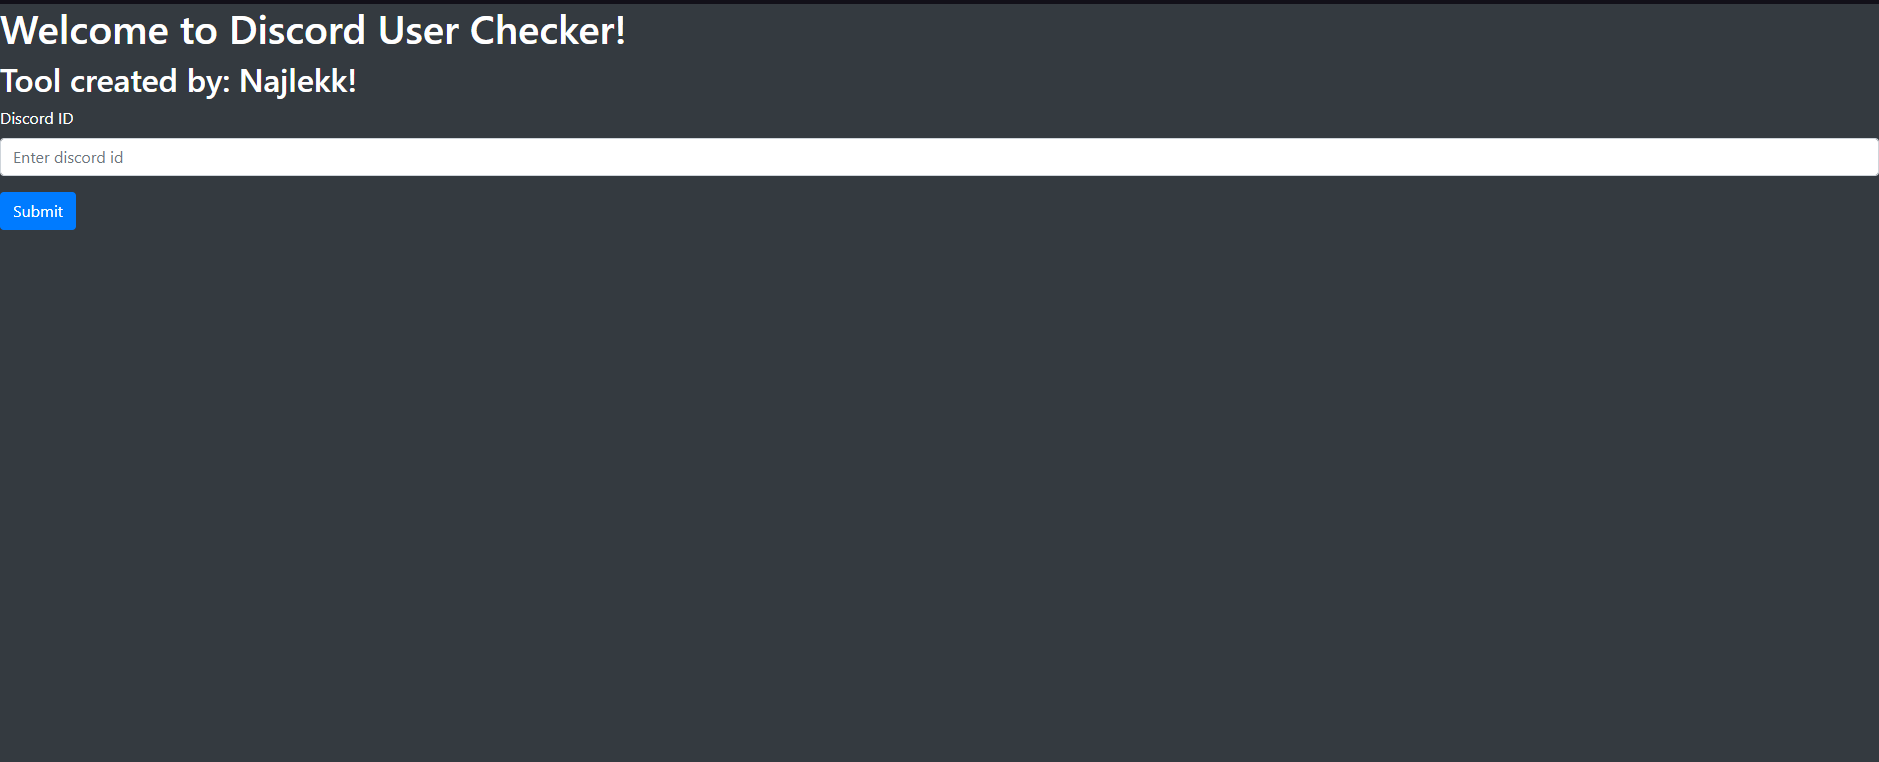 Welcome to Discord User Checker!
Tool created by: Najlekk!
Discord ID
Enter discord id
Submit